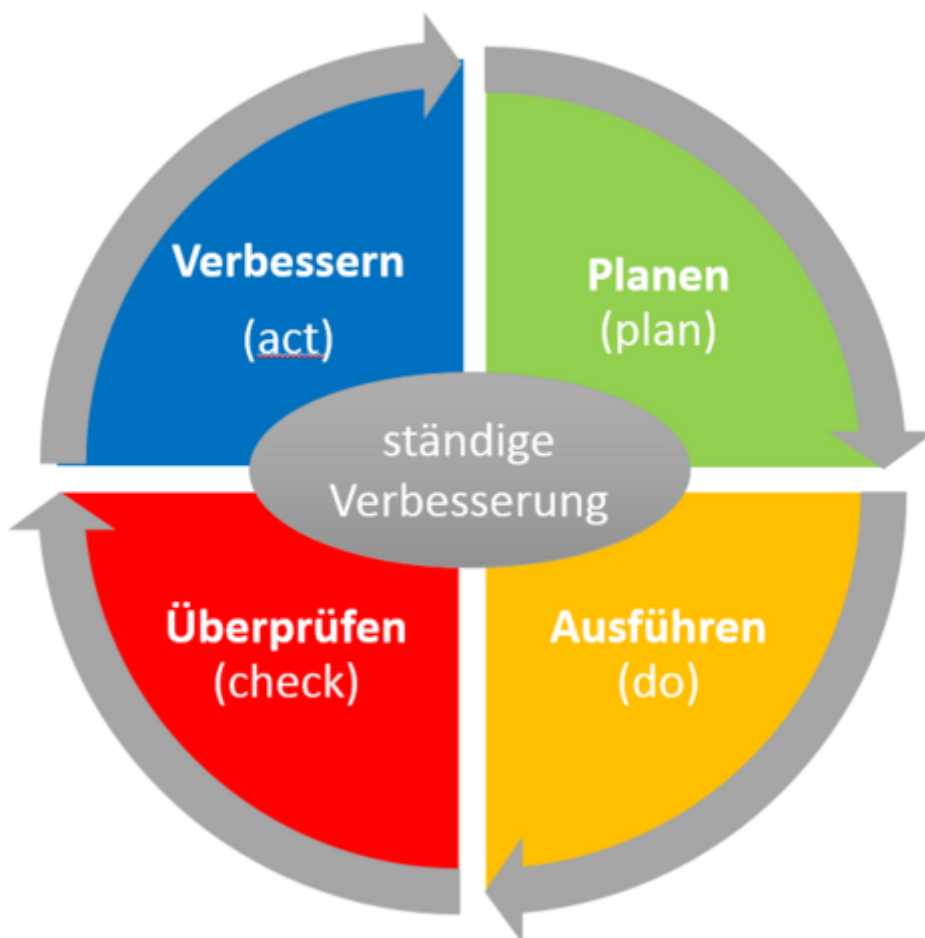 Verbessern
(act)
Planen
(plan)
ständige
Verbesserung
Überprüfen
(check)
Ausführen
(do)